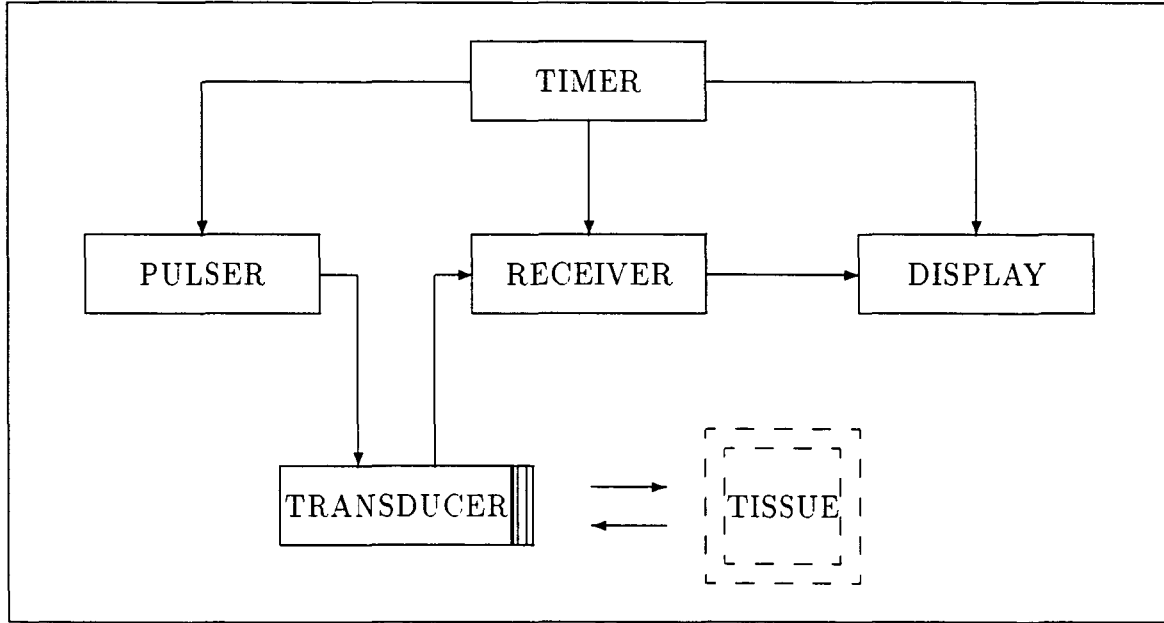 TIMER
PULSER
RECEIVER
DISPLAY
TRANSDUCER
TISSUE